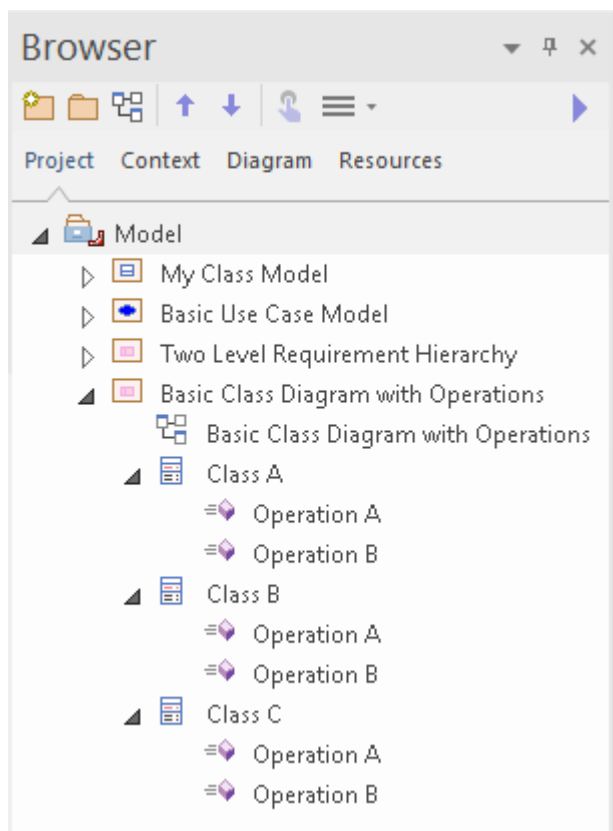 Browser
Project Context Diagram Resources
Model
My Class Model
Basic Use Case Model
Two Level Requirement Hierarchy
Basic Class Diagram with Operations
Basic Class Diagram with Operations
Class A
Operation A
Operation B
Class B
Operation A
Operation B
Class C
Operation A
Operation B